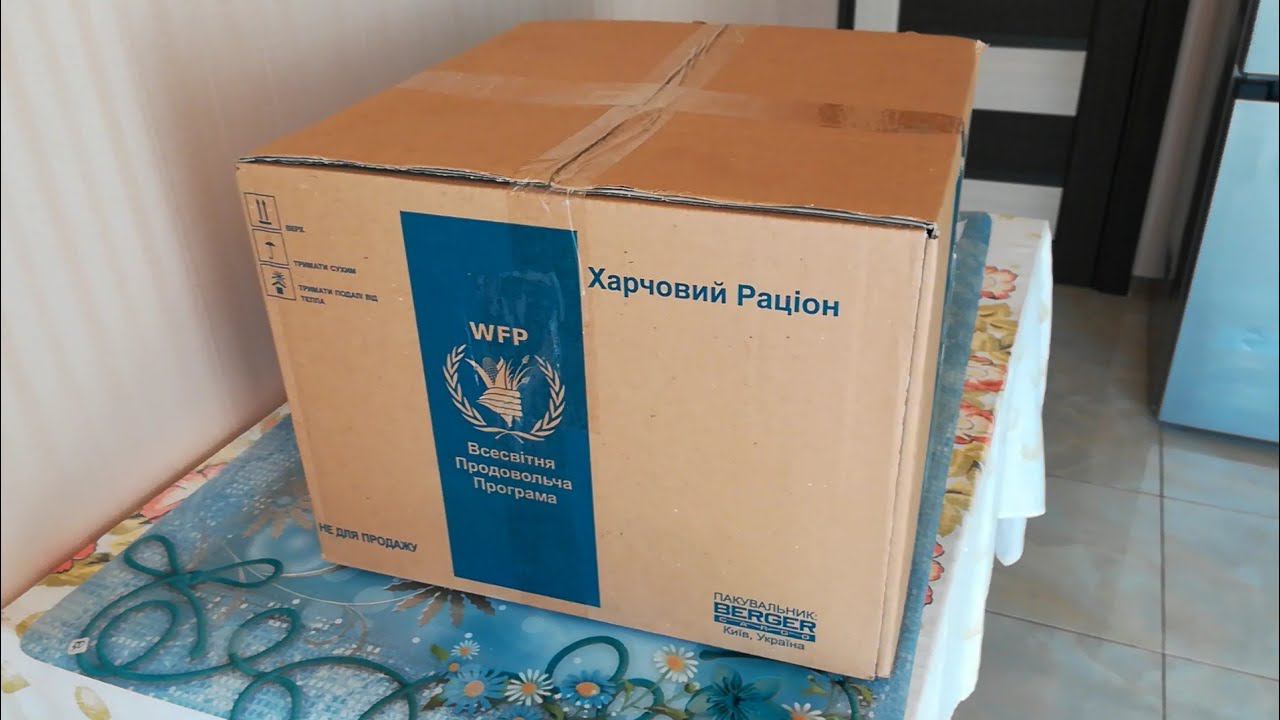 ВЕРХ
ТРИМАТИ СУХИМ
ТРИМАТИ ПОДАЛІ ВІД
ТЕПЛА
WFP
Всесвітня
Продовольча
Програма
Харчовий Раціон
НЕ ДЛЯ ПРОДАЖУ
ПАКУВАЛЬНИК:
BERGER
CARGO
Київ, Україна